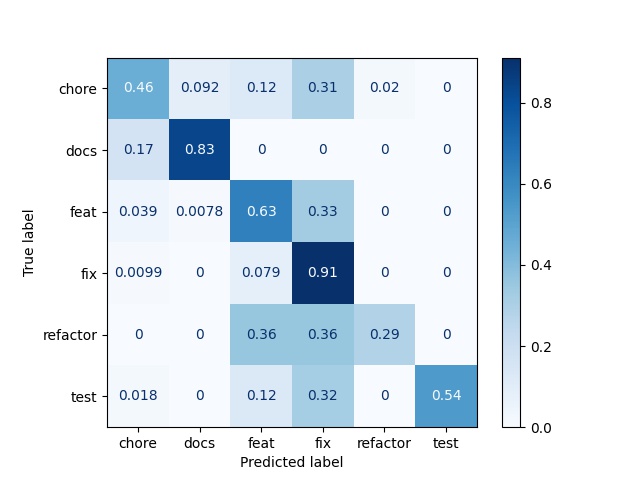 chore 0.46 0.092 0.12 0.31 0.02 0
docs 0.17 0.83 0 0 0 0
feat 0.039 0.0078 0.63 0.33 0 0
fix 0.0099 0 0.079 0.91 0 0
refactor 0 0 0.36 0.36 0.29 0
test 0.018 0 0.12 0.32 0 0.54
chore docs feat fix refactor test
Predicted label
True label
0.8
0.6
0.4
0.2
0.0